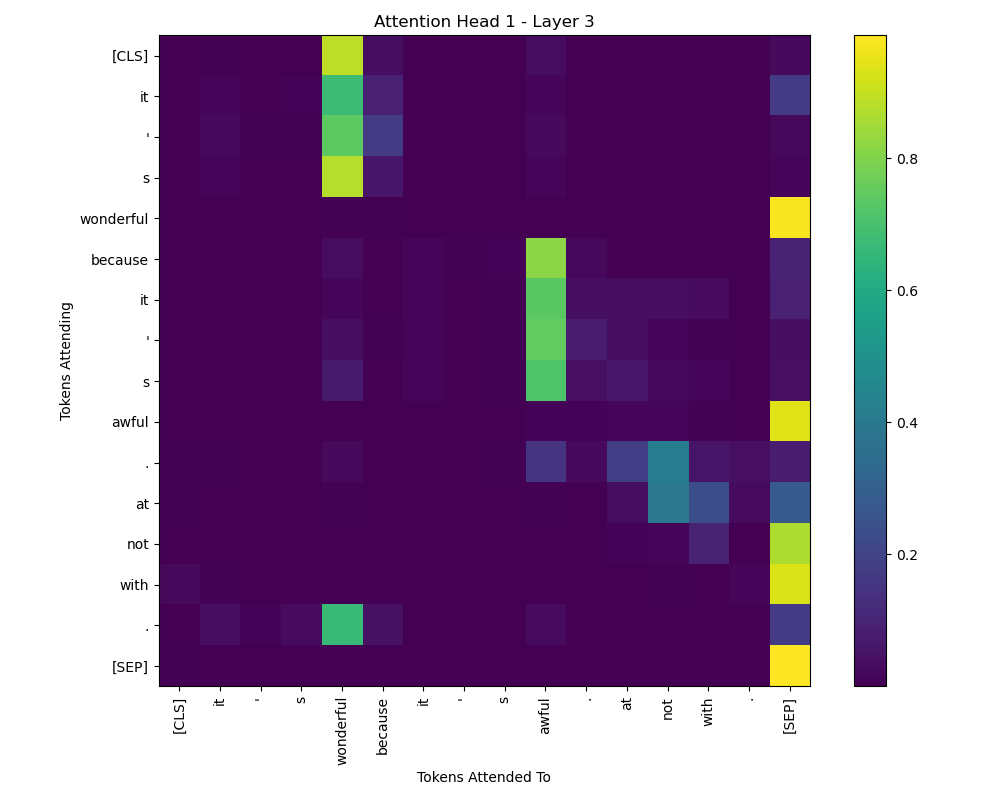 Attention Head 1 - Layer 3
[CLS]
it
'
s
wonderful
because
it
'
s
awful
.
at
not
with
.
[SEP]
Tokens Attending
[CLS]
it
'
s
wonderful
because
it
'
s
awful
.
at
not
with
.
[SEP]
Tokens Attended To
0.8
0.6
0.4
0.2